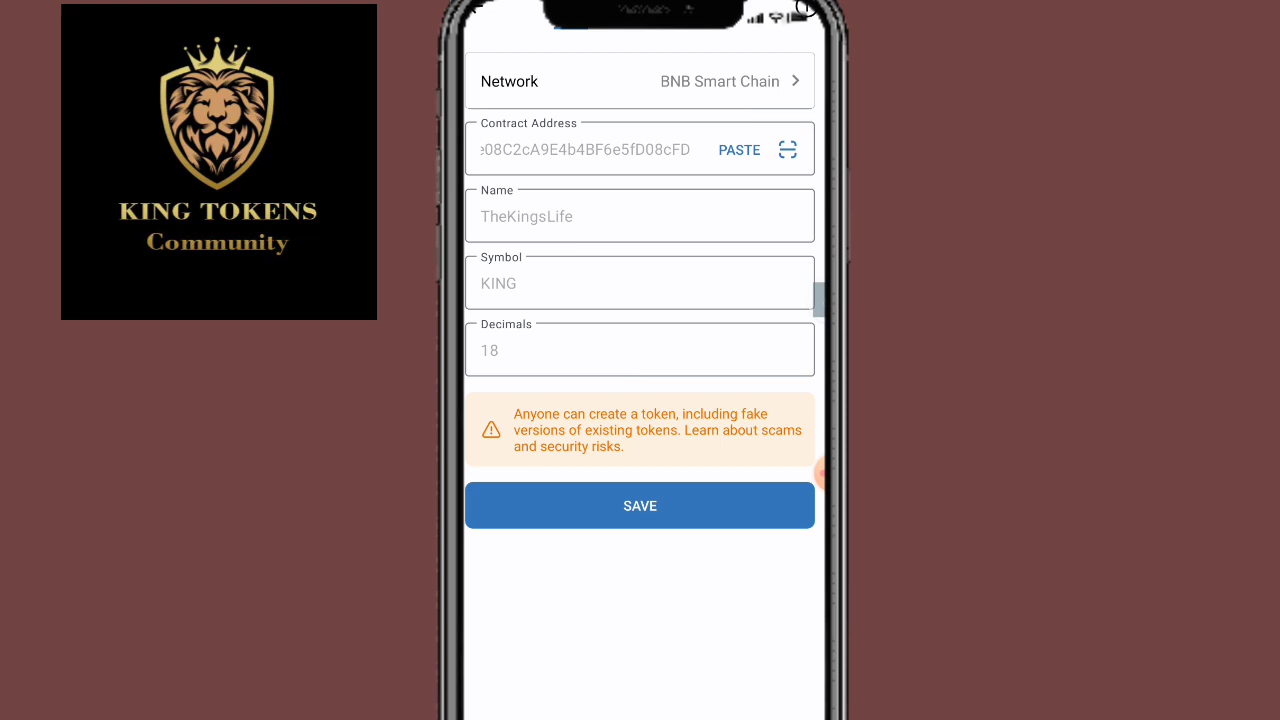 KING TOKENS
Community
Network
BNB Smart Chain
Contract Address
08C2cA9E4b4BF6e5fD08cFD
PASTE
Name
TheKingsLife
Symbol
KING
Decimals
18
Anyone can create a token, including fake
versions of existing tokens. Learn about scams
and security risks.
SAVE